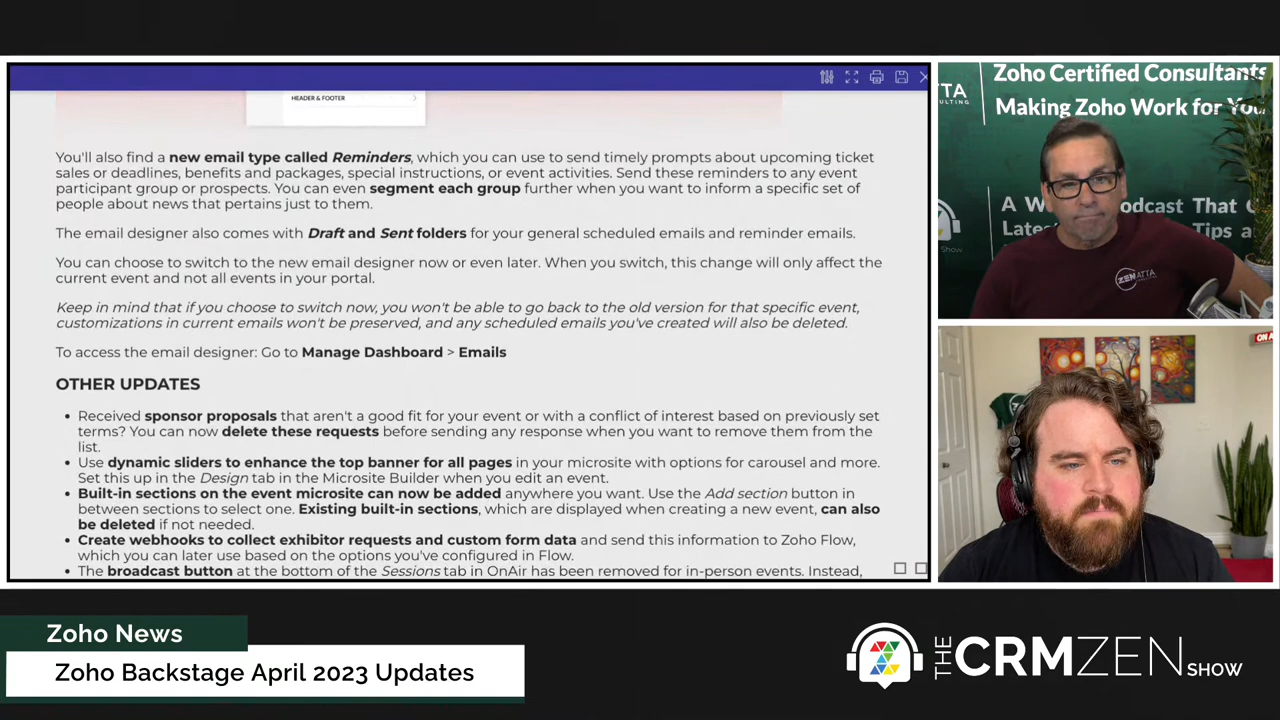 HEADER & FOOTER
You'll also find a new email type called Reminders, which you can use to send timely prompts about upcoming ticket
sales or deadlines, benefits and packages, special instructions, or event activities. Send these reminders to any event
participant group or prospects. You can even segment each group further when you want to inform a specific set of
people about news that pertains just to them.
The email designer also comes with Draft and Sent folders for your general scheduled emails and reminder emails.
You can choose to switch to the new email designer now or even later. When you switch, this change will only affect the
current event and not all events in your portal.
Keep in mind that if you choose to switch now, you won't be able to go back to the old version for that specific event,
customizations in current emails won't be preserved, and any scheduled emails you've created will also be deleted.
To access the email designer: Go to Manage Dashboard > Emails
OTHER UPDATES
• Received sponsor proposals that aren't a good fit for your event or with a conflict of interest based on previously set
terms? You can now delete these requests before sending any response when you want to remove them from the
list.
• Use dynamic sliders to enhance the top banner for all pages in your microsite with options for carousel and more.
Set this up in the Design tab in the Microsite Builder when you edit an event.
• Built-in sections on the event microsite can now be added anywhere you want. Use the Add section button in
between sections to select one. Existing built-in sections, which are displayed when creating a new event, can also
be deleted if not needed.
• Create webhooks to collect exhibitor requests and custom form data and send this information to Zoho Flow,
which you can later use based on the options you've configured in Flow.
• The broadcast button at the bottom of the Sessions tab in OnAir has been removed for in-person events. Instead,
Zoho Certified Consultants
Making Zoho Work for You
TTA
ULTING
A W odcast That
Late Tips a
Show
ZENATTA
ON A
Zoho News
Zoho Backstage April 2023 Updates
THE CRMZEN SHOW